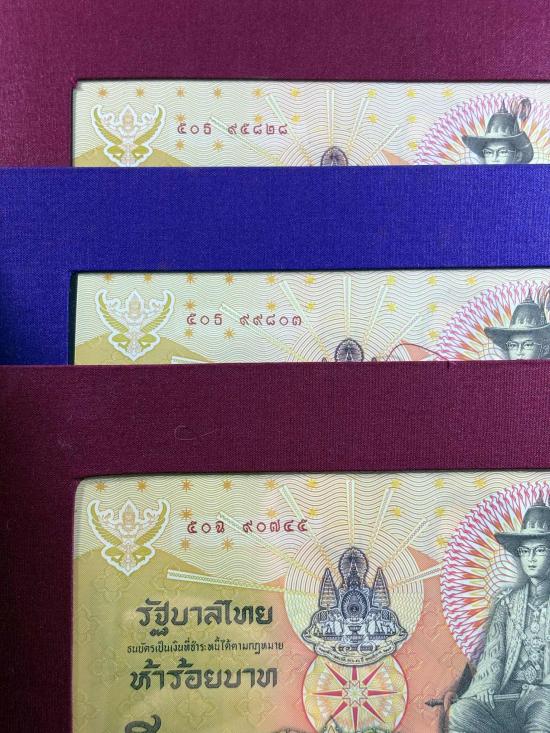 ๕๐ธ ๙๕๘๒๘
๕๐ธ ๙๙๘๐๓
๕๐ฉ ๙๐๗๔๕
รัฐบาลไทย
ธนบัตรเป็นเงินที่ชำระหนี้ได้ตามกฎหมาย
ห้าร้อยบาท